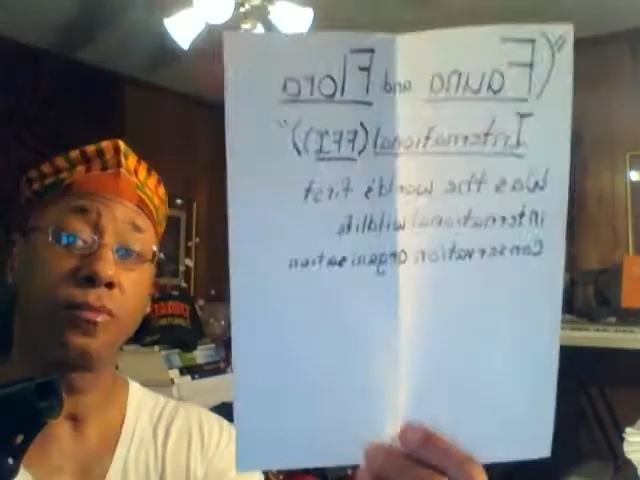 "(Fauna and Flora
International (FFI))"
Was the world's first
international wildlife
Conservation organisation